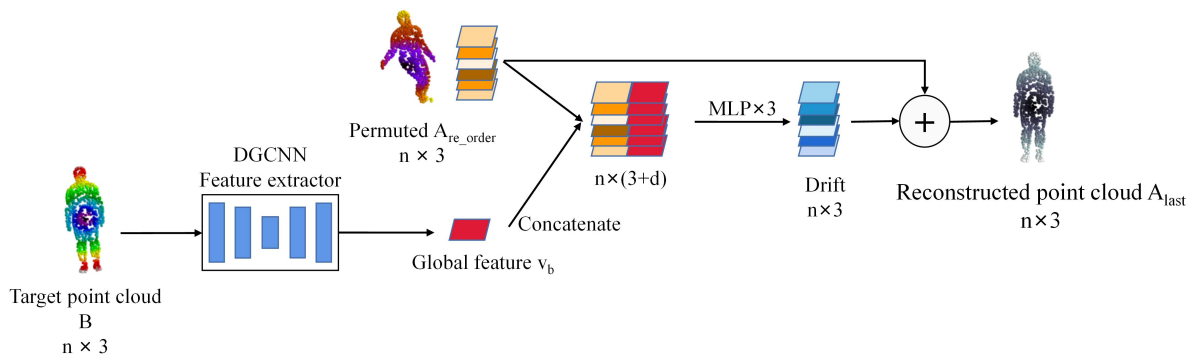 Permuted A_re_order
n × 3
DGCNN
Feature extractor
Target point cloud
B
n × 3
Global feature v_b
Concatenate
n×(3+d)
MLP×3
Drift
n×3
+
Reconstructed point cloud A_last
n×3